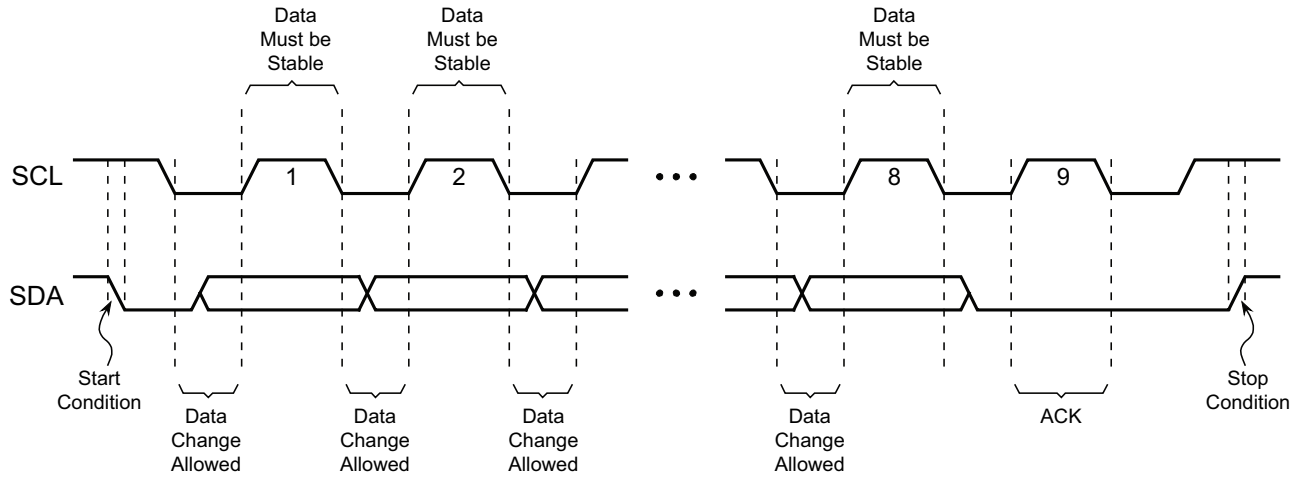 Data
Must be
Stable
Data
Must be
Stable
Data
Must be
Stable
SCL
1
2
8
9
SDA
Start
Condition
Data
Change
Allowed
Data
Change
Allowed
Data
Change
Allowed
Data
Change
Allowed
ACK
Stop
Condition